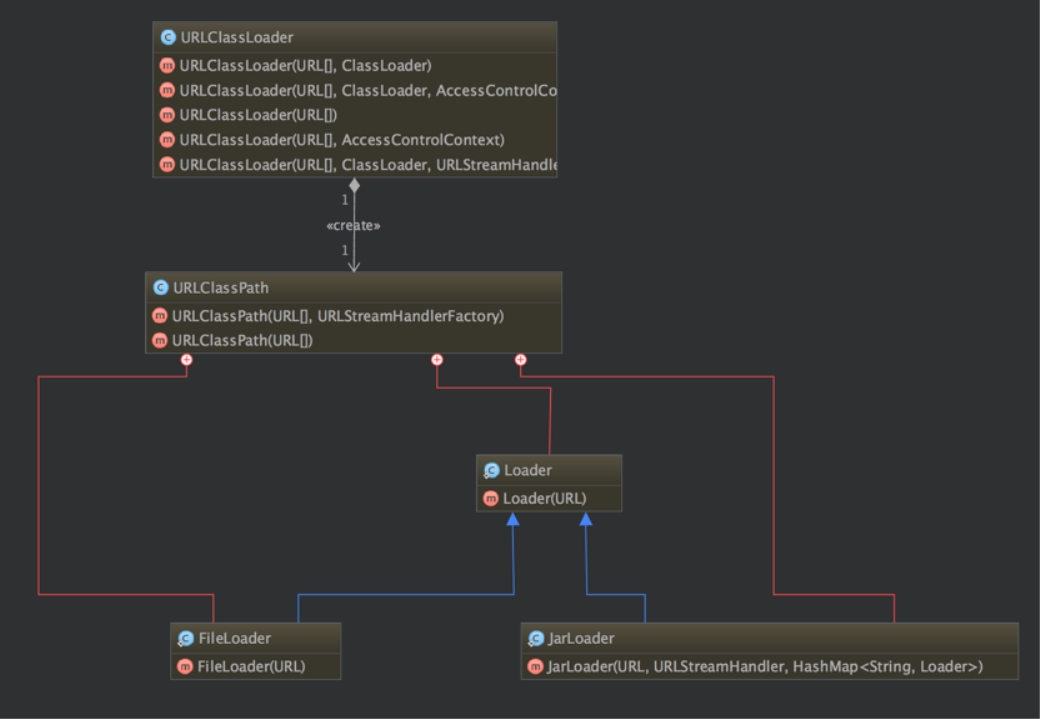 URLClassLoader
URLClassLoader(URL[], ClassLoader)
URLClassLoader(URL[], ClassLoader, AccessControlCo
URLClassLoader(URL[])
URLClassLoader(URL[], AccessControlContext)
URLClassLoader(URL[], ClassLoader, URLStreamHandle
1
«create»
1
URLClassPath
URLClassPath(URL[], URLStreamHandlerFactory)
URLClassPath(URL[])
Loader
Loader(URL)
FileLoader
FileLoader(URL)
JarLoader
JarLoader(URL, URLStreamHandler, HashMap<String, Loader>)